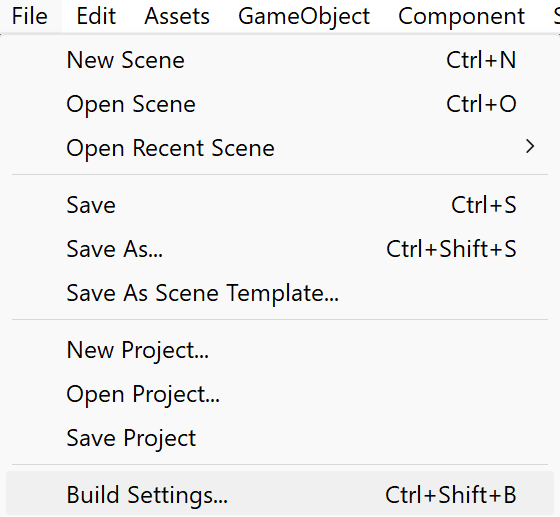 File Edit Assets GameObject Component
New Scene Ctrl+N
Open Scene Ctrl+O
Open Recent Scene
Save Ctrl+S
Save As... Ctrl+Shift+S
Save As Scene Template...
New Project...
Open Project...
Save Project
Build Settings... Ctrl+Shift+B